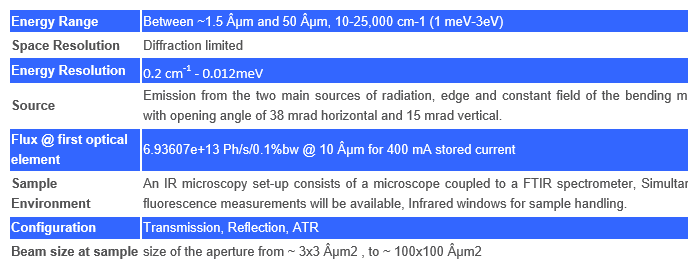 Energy Range Between ~1.5 Âµm and 50 Âµm, 10-25,000 cm-1 (1 meV-3eV)
Space Resolution Diffraction limited
Energy Resolution 0.2 cm-1 - 0.012meV
Source Emission from the two main sources of radiation, edge and constant field of the bending
with opening angle of 38 mrad horizontal and 15 mrad vertical.
Flux @ first optical
element 6.93607e+13 Ph/s/0.1%bw @ 10 Âµm for 400 mA stored current
Sample
Environment An IR microscopy set-up consists of a microscope coupled to a FTIR spectrometer,
fluorescence measurements will be available, Infrared windows for sample handling.
Configuration Transmission, Reflection, ATR
Beam size at sample size of the aperture from ~ 3x3 Âµm2 , to ~ 100x100 Âµm2